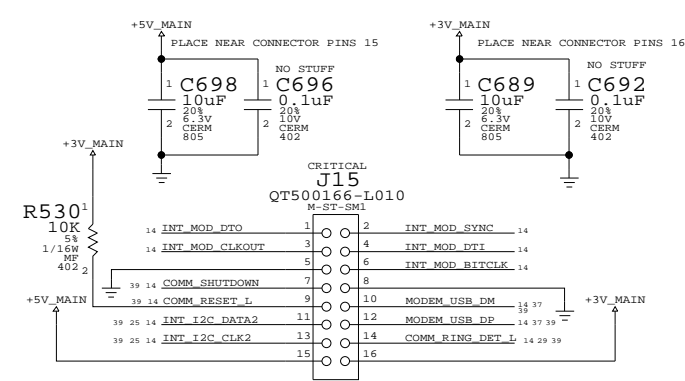 +5V_MAIN
PLACE NEAR CONNECTOR PINS 15
1 C698
10uF
20%
6.3V
2 CERM
805
NO STUFF
1 C696
0.1uF
20%
10V
2 CERM
402
+3V_MAIN
PLACE NEAR CONNECTOR PINS 16
1 C689
10uF
20%
6.3V
2 CERM
805
NO STUFF
1 C692
0.1uF
20%
10V
2 CERM
402
+3V_MAIN
R530 1
10K
5%
1/16W
MF
402 2
CRITICAL
J15
QT500166-L010
M-ST-SM1
14 INT_MOD_DTO 1 2 INT_MOD_SYNC 14
14 INT_MOD_CLKOUT 3 4 INT_MOD_DTI 14
5 6 INT_MOD_BITCLK 14
39 14 COMM_SHUTDOWN 7 8
+5V_MAIN
39 14 COMM_RESET_L 9 10 MODEM_USB_DM 14 37
39
+3V_MAIN
39 25 14 INT_I2C_DATA2 11 12 MODEM_USB_DP 14 37 39
39 25 14 INT_I2C_CLK2 13 14 COMM_RING_DET_L 14 29 39
15 16